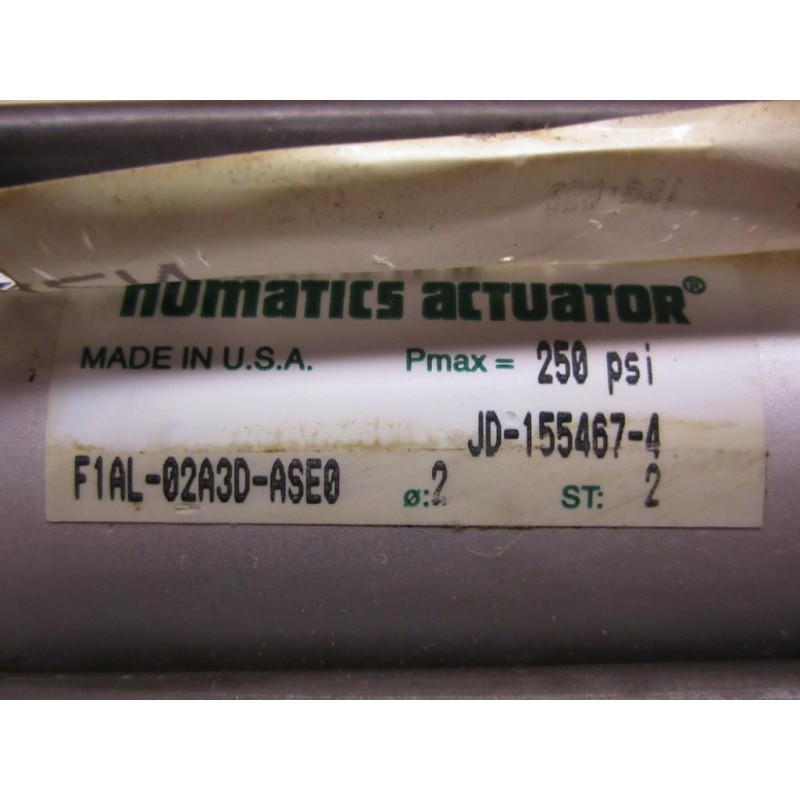 numatics actuator®
MADE IN U.S.A. Pmax = 250 psi
JD-155467-4
F1AL-02A3D-ASE0 ø: 2 ST: 2